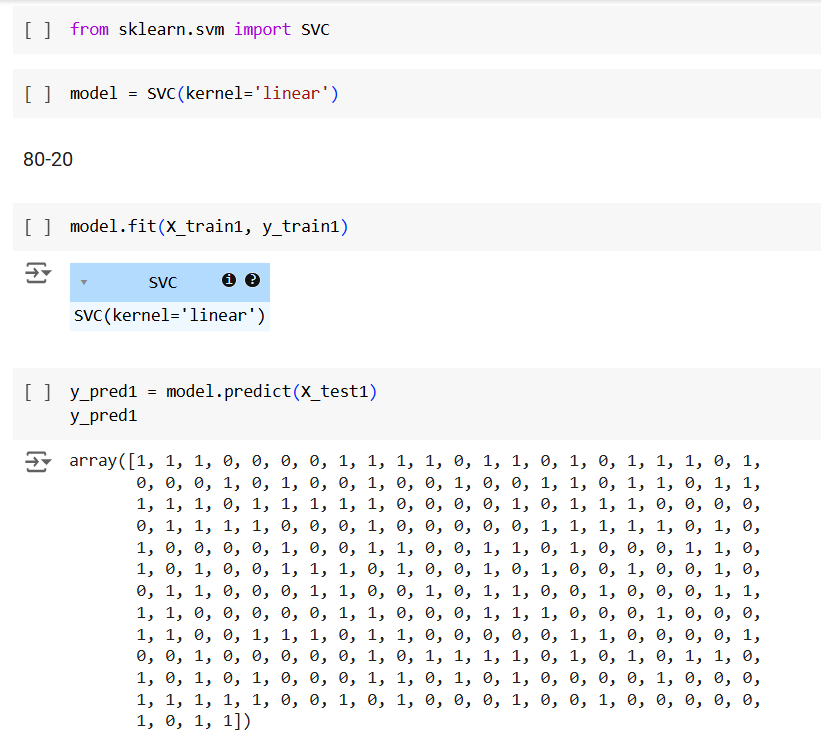 [ ] from sklearn.svm import SVC
[ ] model = SVC(kernel='linear')
80-20
[ ] model.fit(X_train1, y_train1)
SVC
SVC(kernel='linear')
[ ] y_pred1 = model.predict(X_test1)
y_pred1
array([1, 1, 1, 0, 0, 0, 0, 1, 1, 1, 1, 0, 1, 1, 0, 1, 0, 1, 1, 1, 0, 1,
0, 0, 0, 1, 0, 1, 0, 0, 1, 0, 0, 1, 0, 0, 1, 1, 0, 1, 1, 0, 1, 1,
1, 1, 1, 0, 1, 1, 1, 1, 1, 0, 0, 0, 0, 1, 0, 1, 1, 1, 0, 0, 0, 0,
0, 1, 1, 1, 1, 0, 0, 0, 1, 0, 0, 0, 0, 0, 1, 1, 1, 1, 1, 0, 1, 0,
1, 0, 0, 0, 0, 1, 0, 0, 1, 1, 0, 0, 1, 1, 0, 1, 0, 0, 0, 1, 1, 0,
1, 0, 1, 0, 0, 1, 1, 1, 0, 1, 0, 0, 1, 0, 1, 0, 0, 1, 0, 0, 1, 0,
0, 1, 1, 0, 0, 0, 1, 1, 0, 0, 1, 0, 1, 1, 0, 0, 1, 0, 0, 0, 1, 1,
1, 1, 0, 0, 0, 0, 0, 1, 1, 0, 0, 0, 1, 1, 1, 0, 0, 0, 1, 0, 0, 0,
1, 1, 0, 0, 1, 1, 1, 0, 1, 1, 0, 0, 0, 0, 0, 1, 1, 0, 0, 0, 0, 1,
0, 0, 1, 0, 0, 0, 0, 0, 1, 0, 1, 1, 1, 1, 0, 1, 0, 1, 0, 1, 1, 0,
1, 0, 1, 0, 1, 0, 0, 0, 1, 1, 0, 1, 0, 1, 0, 0, 0, 0, 1, 0, 0, 0,
1, 1, 1, 1, 1, 0, 0, 1, 0, 1, 0, 0, 0, 1, 0, 0, 1, 0, 0, 0, 0, 0,
1, 0, 1, 1])